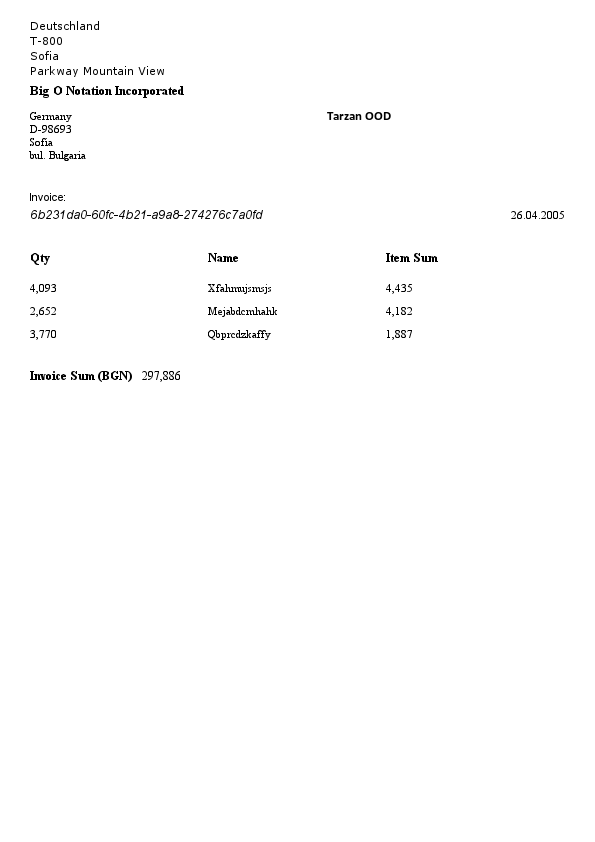 Deutschland
T-800
Sofia
Parkway Mountain View
Big O Notation Incorporated
Germany
D-98693
Sofia
bul. Bulgaria
Tarzan OOD
Invoice:
6b231da0-60fc-4b21-a9a8-274276c7a0fd 26.04.2005
Qty Name Item Sum
4,093 Xfahmujsmsjs 4,435
2,652 Mejabdcmhahk 4,182
3,770 Qbprcdzkaffy 1,887
Invoice Sum (BGN) 297,886